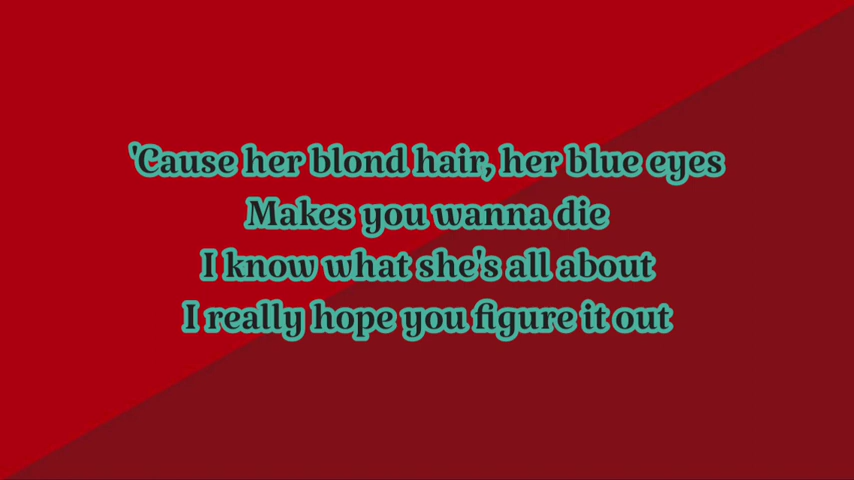 'Cause her blond hair, her blue eyes
Makes you wanna die
I know what she's all about
I really hope you figure it out